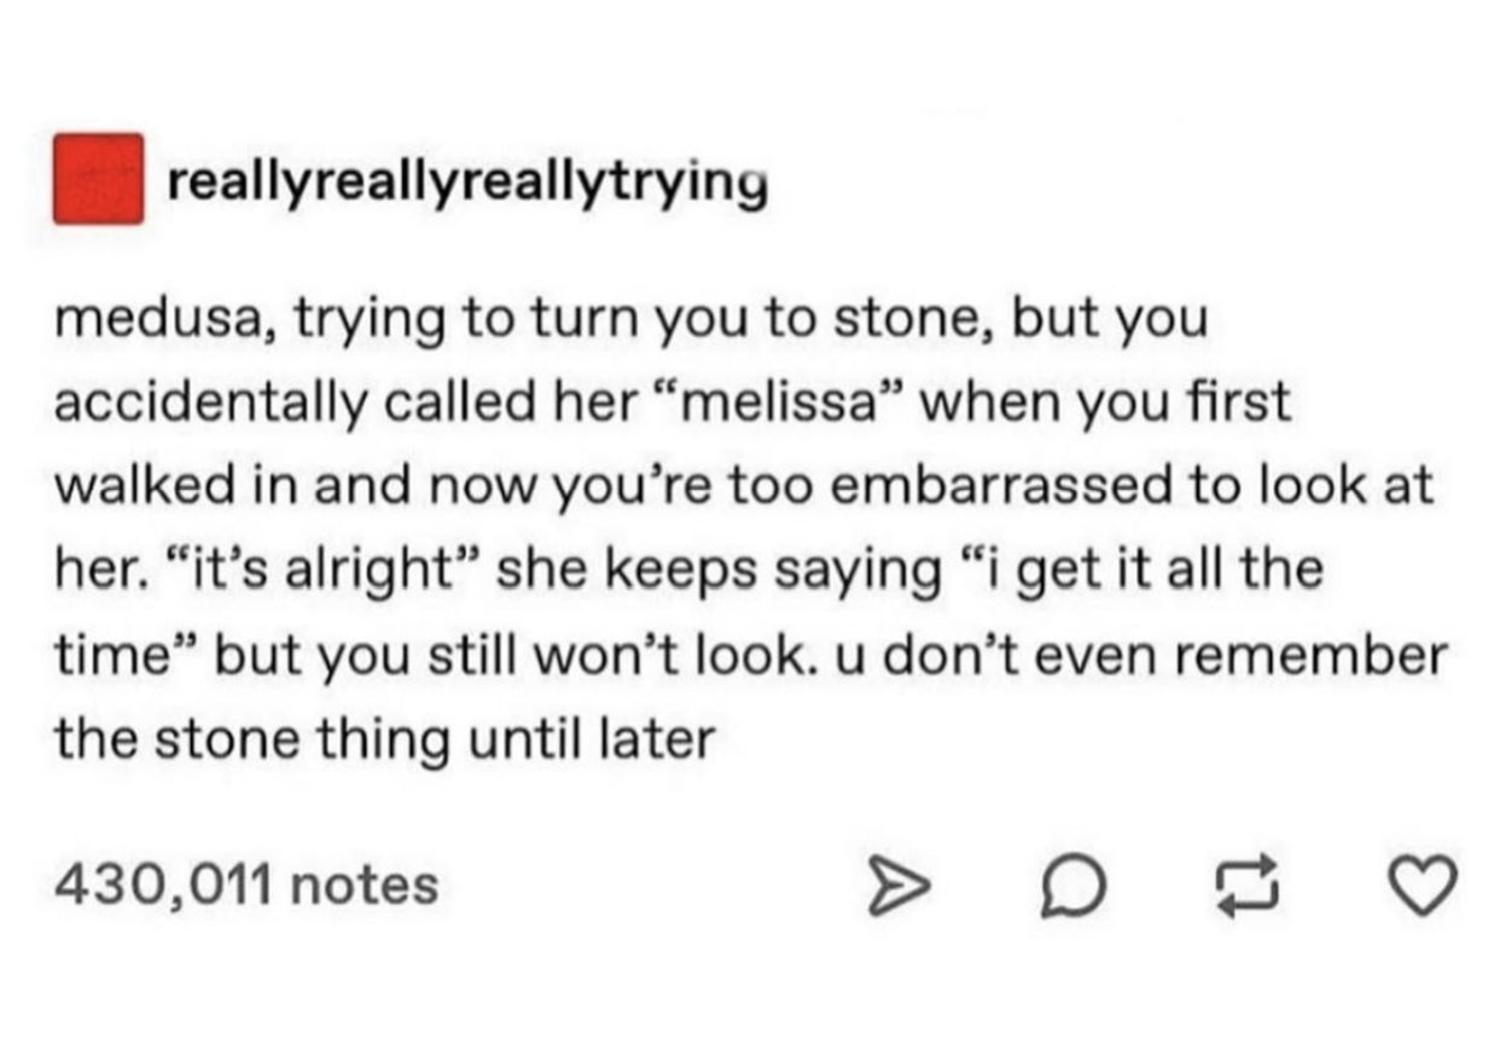 reallyreallyreallytrying
medusa, trying to turn you to stone, but you
accidentally called her “melissa” when you first
walked in and now you’re too embarrassed to look at
her. “it’s alright” she keeps saying “i get it all the
time” but you still won’t look. u don’t even remember
the stone thing until later
430,011 notes